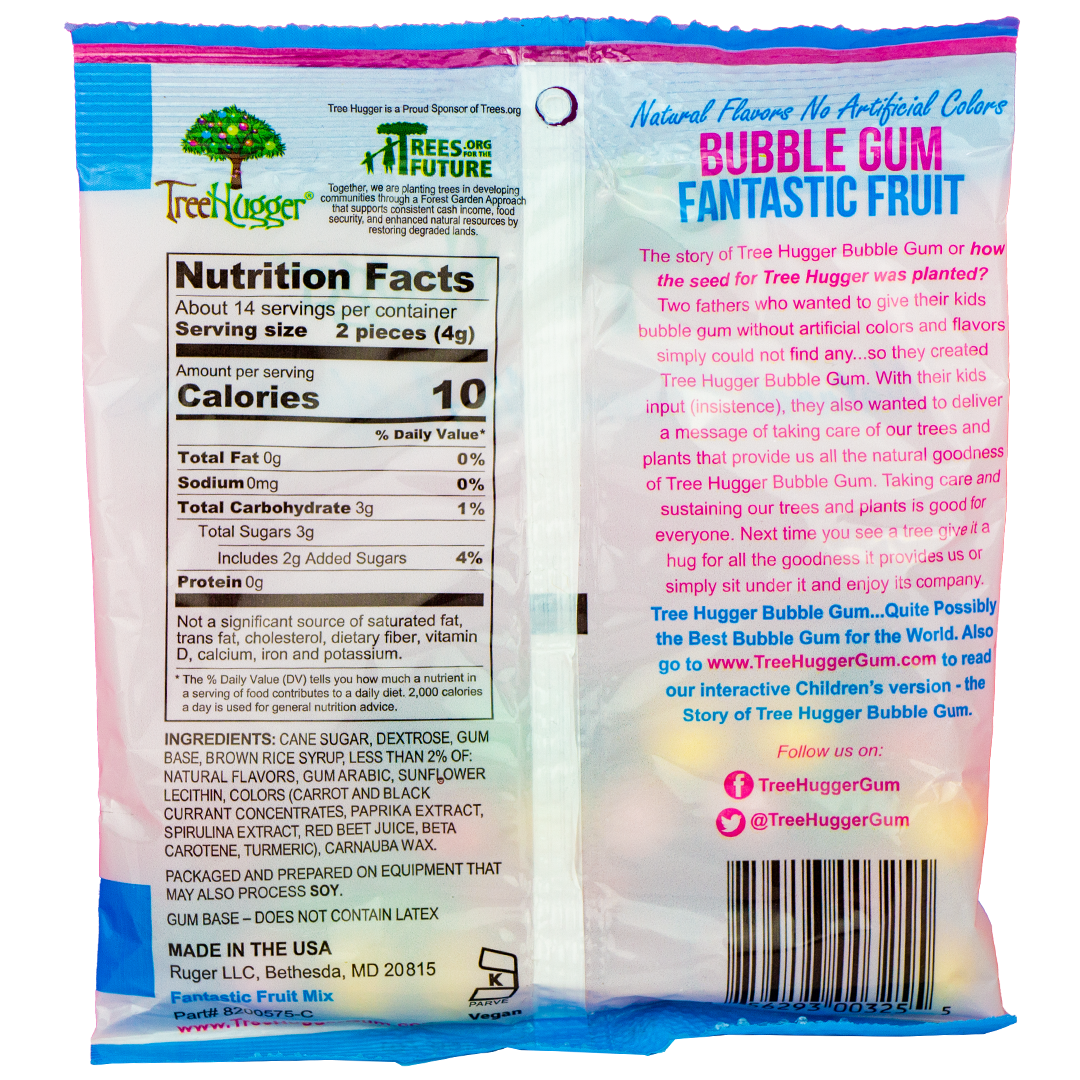 Tree Hugger is a Proud Sponsor of Trees.org
TREES.ORG
FOR THE
FUTURE
TreeHugger®
Together, we are planting trees in developing
communities through a Forest Garden Approach
that supports consistent cash income, food
security, and enhanced natural resources by
restoring degraded lands.
Nutrition Facts
About 14 servings per container
Serving size 2 pieces (4g)
Amount per serving
Calories 10
% Daily Value*
Total Fat 0g 0%
Sodium 0mg 0%
Total Carbohydrate 3g 1%
Total Sugars 3g
Includes 2g Added Sugars 4%
Protein 0g
Not a significant source of saturated fat,
trans fat, cholesterol, dietary fiber, vitamin
D, calcium, iron and potassium.
* The % Daily Value (DV) tells you how much a nutrient in
a serving of food contributes to a daily diet. 2,000 calories
a day is used for general nutrition advice.
INGREDIENTS: CANE SUGAR, DEXTROSE, GUM
BASE, BROWN RICE SYRUP, LESS THAN 2% OF:
NATURAL FLAVORS, GUM ARABIC, SUNFLOWER
LECITHIN, COLORS (CARROT AND BLACK
CURRANT CONCENTRATES, PAPRIKA EXTRACT,
SPIRULINA EXTRACT, RED BEET JUICE, BETA
CAROTENE, TURMERIC), CARNAUBA WAX.
PACKAGED AND PREPARED ON EQUIPMENT THAT
MAY ALSO PROCESS SOY.
GUM BASE – DOES NOT CONTAIN LATEX
MADE IN THE USA
Ruger LLC, Bethesda, MD 20815
Fantastic Fruit Mix
Part# 8200575-C
K
PARVE
Vegan
Natural Flavors No Artificial Colors
BUBBLE GUM
FANTASTIC FRUIT
The story of Tree Hugger Bubble Gum or how
the seed for Tree Hugger was planted?
Two fathers who wanted to give their kids
bubble gum without artificial colors and flavors
simply could not find any...so they created
Tree Hugger Bubble Gum. With their kids
input (insistence), they also wanted to deliver
a message of taking care of our trees and
plants that provide us all the natural goodness
of Tree Hugger Bubble Gum. Taking care and
sustaining our trees and plants is good for
everyone. Next time you see a tree give it a
hug for all the goodness it provides us or
simply sit under it and enjoy its company.
Tree Hugger Bubble Gum...Quite Possibly
the Best Bubble Gum for the World. Also
go to www.TreeHuggerGum.com to read
our interactive Children's version - the
Story of Tree Hugger Bubble Gum.
Follow us on:
TreeHuggerGum
@TreeHuggerGum
00325 5